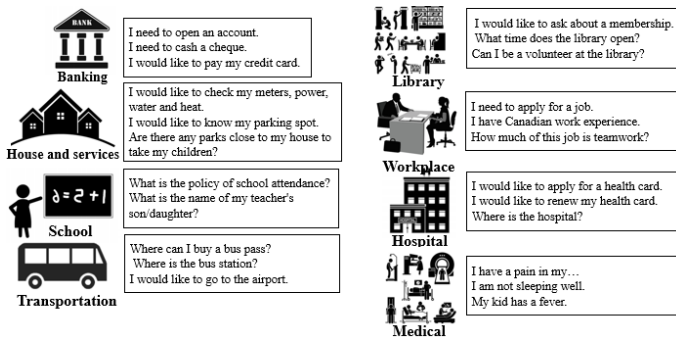 BANK
Banking
I need to open an account.
I need to cash a cheque.
I would like to pay my credit card.
House and services
I would like to check my meters, power,
water and heat.
I would like to know my parking spot.
Are there any parks close to my house to
take my children?
6=5+1
School
What is the policy of school attendance?
What is the name of my teacher's
son/daughter?
Transportation
Where can I buy a bus pass?
Where is the bus station?
I would like to go to the airport.
Library
I would like to ask about a membership.
What time does the library open?
Can I be a volunteer at the library?
Workplace
I need to apply for a job.
I have Canadian work experience.
How much of this job is teamwork?
Hospital
I would like to apply for a health card.
I would like to renew my health card.
Where is the hospital?
Medical
I have a pain in my…
I am not sleeping well.
My kid has a fever.